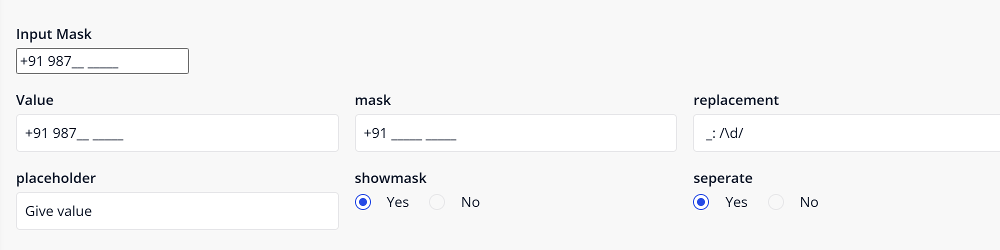 Input Mask
+91 987__ _____
Value
mask
replacement
+91 987__ _____
+91 _____ _____
_: /\d/
placeholder
showmask
seperate
Give value
Yes
No
Yes
No